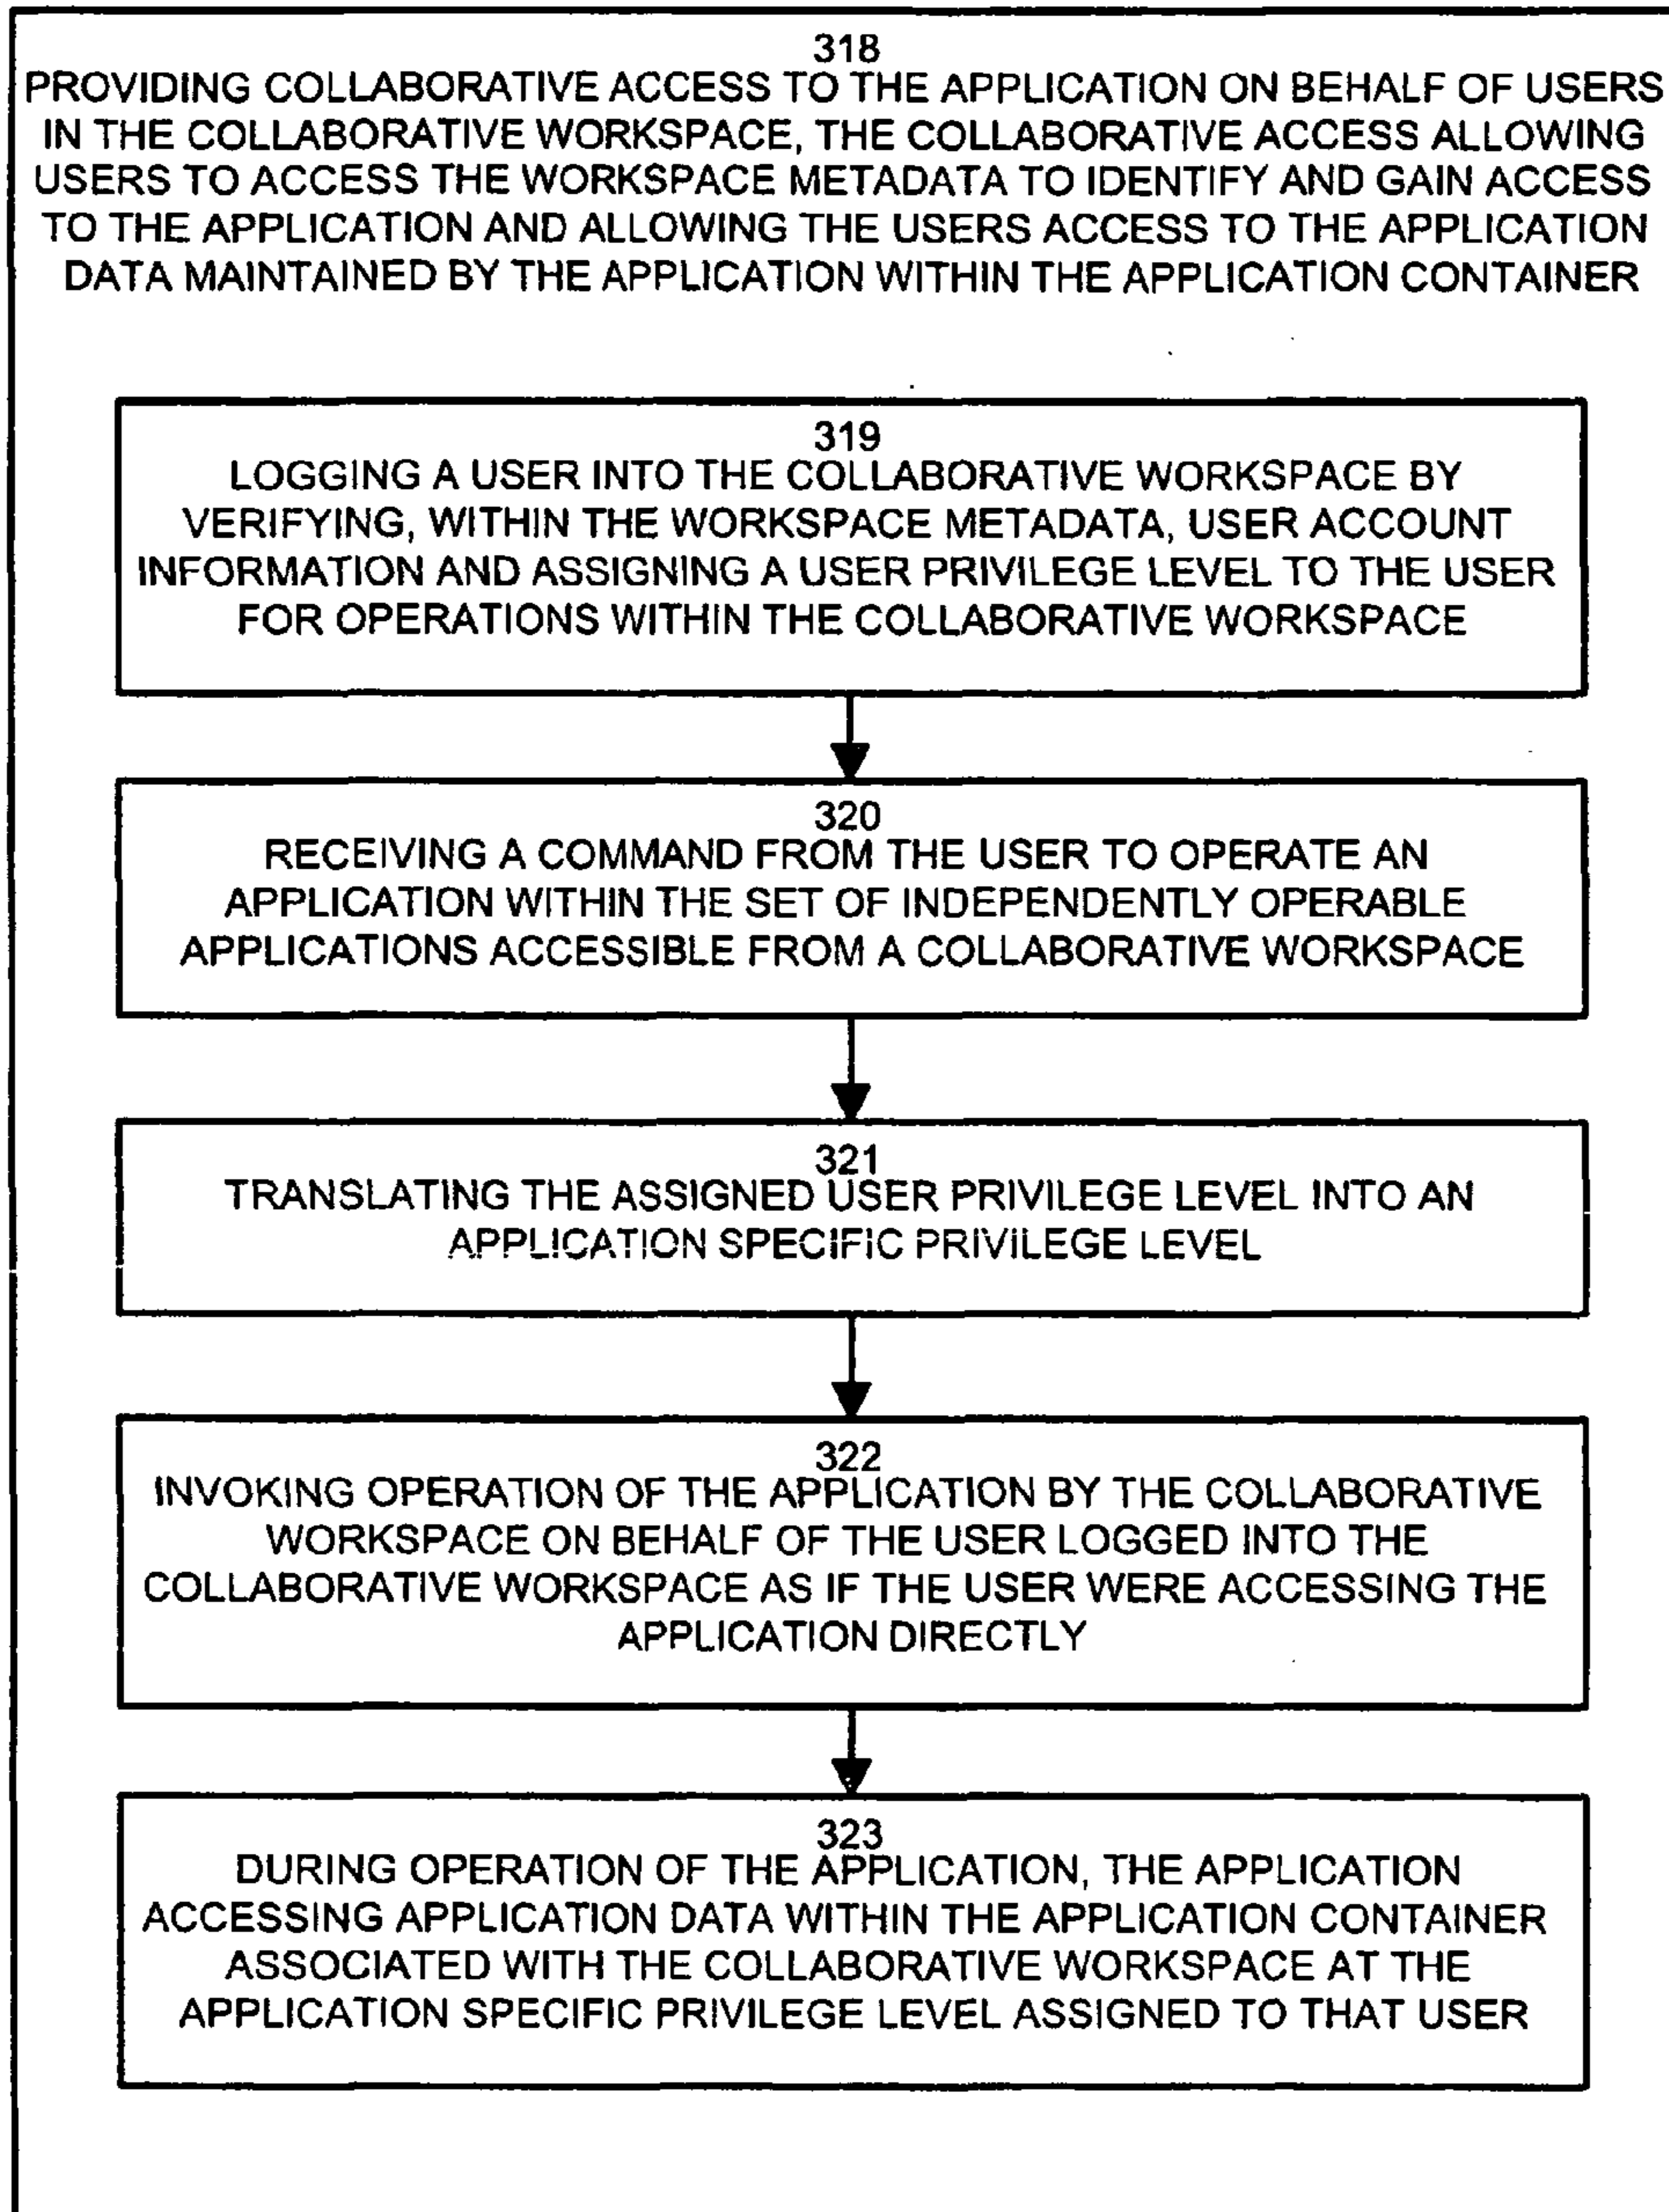 318
PROVIDING COLLABORATIVE ACCESS TO THE APPLICATION ON BEHALF OF USERS
IN THE COLLABORATIVE WORKSPACE, THE COLLABORATIVE ACCESS ALLOWING
USERS TO ACCESS THE WORKSPACE METADATA TO IDENTIFY AND GAIN ACCESS
TO THE APPLICATION AND ALLOWING THE USERS ACCESS TO THE APPLICATION
DATA MAINTAINED BY THE APPLICATION WITHIN THE APPLICATION CONTAINER
319
LOGGING A USER INTO THE COLLABORATIVE WORKSPACE BY
VERIFYING, WITHIN THE WORKSPACE METADATA, USER ACCOUNT
INFORMATION AND ASSIGNING A USER PRIVILEGE LEVEL TO THE USER
FOR OPERATIONS WITHIN THE COLLABORATIVE WORKSPACE
320
RECEIVING A COMMAND FROM THE USER TO OPERATE AN
APPLICATION WITHIN THE SET OF INDEPENDENTLY OPERABLE
APPLICATIONS ACCESSIBLE FROM A COLLABORATIVE WORKSPACE
321
TRANSLATING THE ASSIGNED USER PRIVILEGE LEVEL INTO AN
APPLICATION SPECIFIC PRIVILEGE LEVEL
322
INVOKING OPERATION OF THE APPLICATION BY THE COLLABORATIVE
WORKSPACE ON BEHALF OF THE USER LOGGED INTO THE
COLLABORATIVE WORKSPACE AS IF THE USER WERE ACCESSING THE
APPLICATION DIRECTLY
323
DURING OPERATION OF THE APPLICATION, THE APPLICATION
ACCESSING APPLICATION DATA WITHIN THE APPLICATION CONTAINER
ASSOCIATED WITH THE COLLABORATIVE WORKSPACE AT THE
APPLICATION SPECIFIC PRIVILEGE LEVEL ASSIGNED TO THAT USER